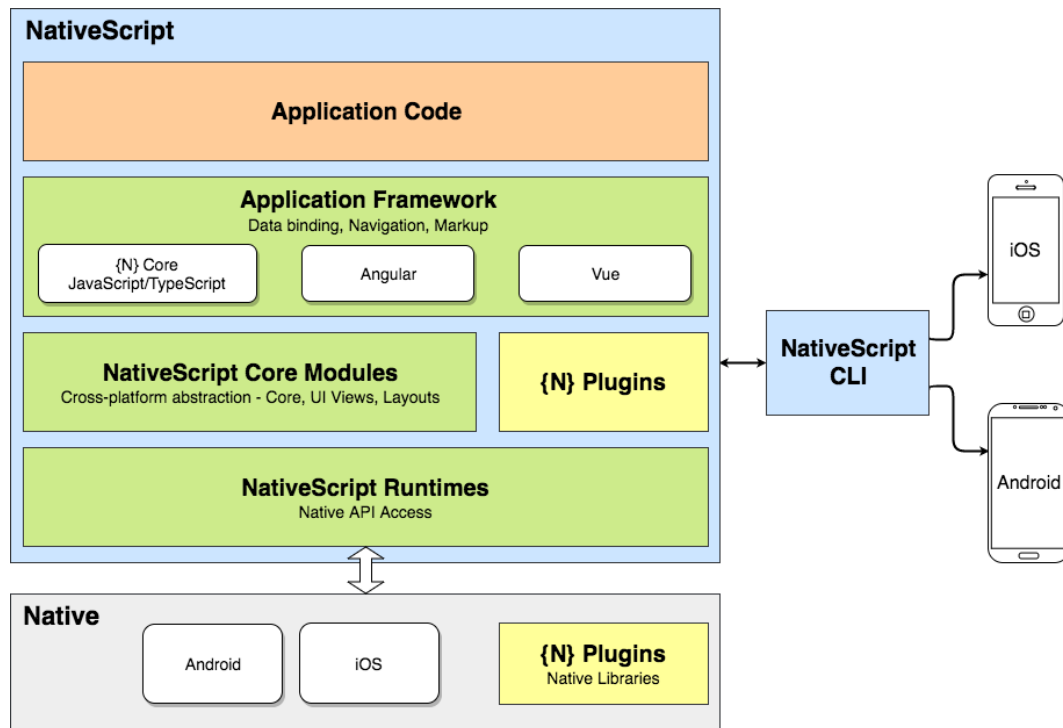 NativeScript
Application Code
Application Framework
Data binding, Navigation, Markup
{N} Core
JavaScript/TypeScript
Angular
Vue
NativeScript Core Modules
Cross-platform abstraction - Core, UI Views, Layouts
{N} Plugins
NativeScript Runtimes
Native API Access
NativeScript
CLI
iOS
Android
Native
Android
iOS
{N} Plugins
Native Libraries